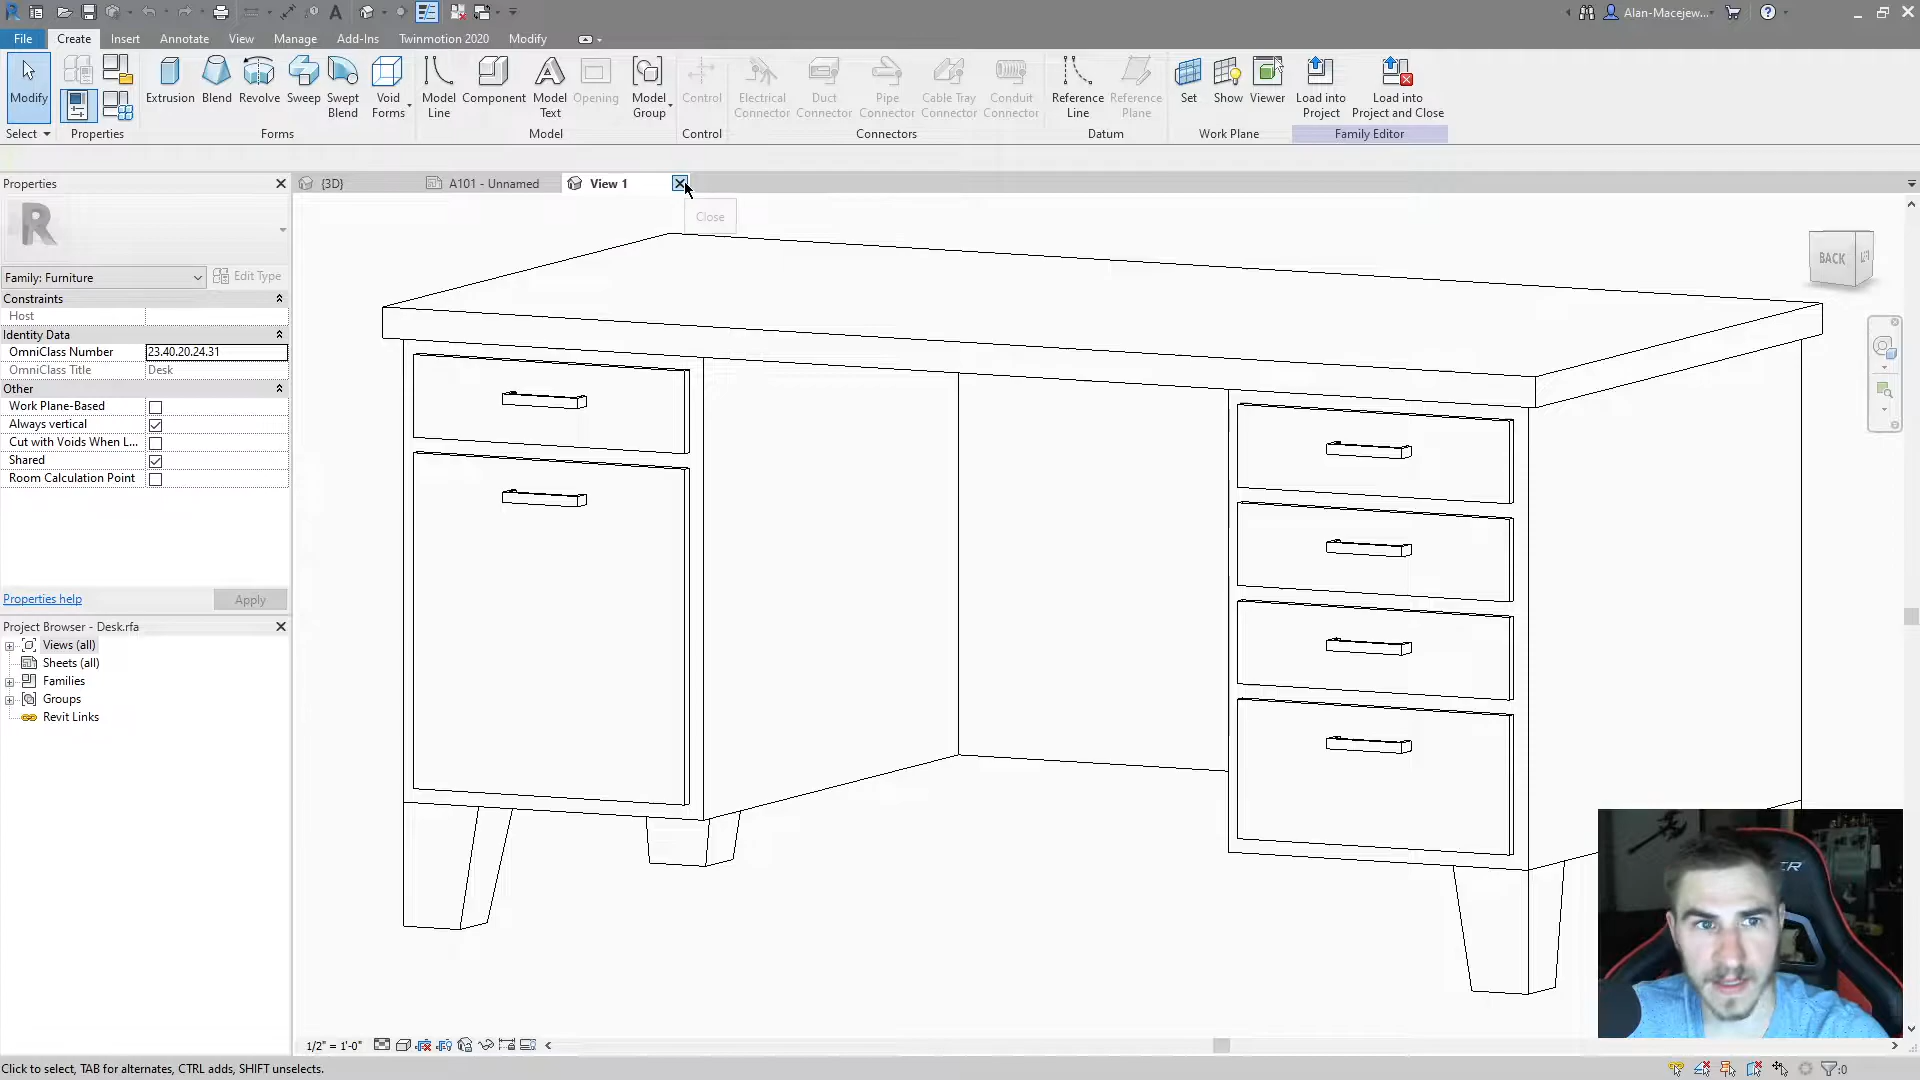 Alan-Macejew...
File
Create
Insert
Annotate
View
Manage
Add-Ins
Twinmotion 2020
Modify
Modify
Extrusion
Blend
Revolve
Sweep
Swept
Blend
Void
Forms
Model
Line
Component
Model
Text
Opening
Model
Group
Control
Electrical
Connector
Duct
Connector
Pipe
Connector
Cable Tray
Connector
Conduit
Connector
Reference
Line
Reference
Plane
Set
Show
Viewer
Load into
Project
Load into
Project and Close
Select
Properties
Forms
Model
Control
Connectors
Datum
Work Plane
Family Editor
Properties
{3D}
A101 - Unnamed
View 1
Close
BACK
Family: Furniture
Edit Type
Constraints
Host
Identity Data
OmniClass Number
23.40.20.24.31
OmniClass Title
Desk
Other
Work Plane-Based
Always vertical
Cut with Voids When L...
Shared
Room Calculation Point
Properties help
Apply
Project Browser - Desk.rfa
Views (all)
Sheets (all)
Families
Groups
Revit Links
1/2" = 1'-0"
Click to select, TAB for alternates, CTRL adds, SHIFT unselects.
:0